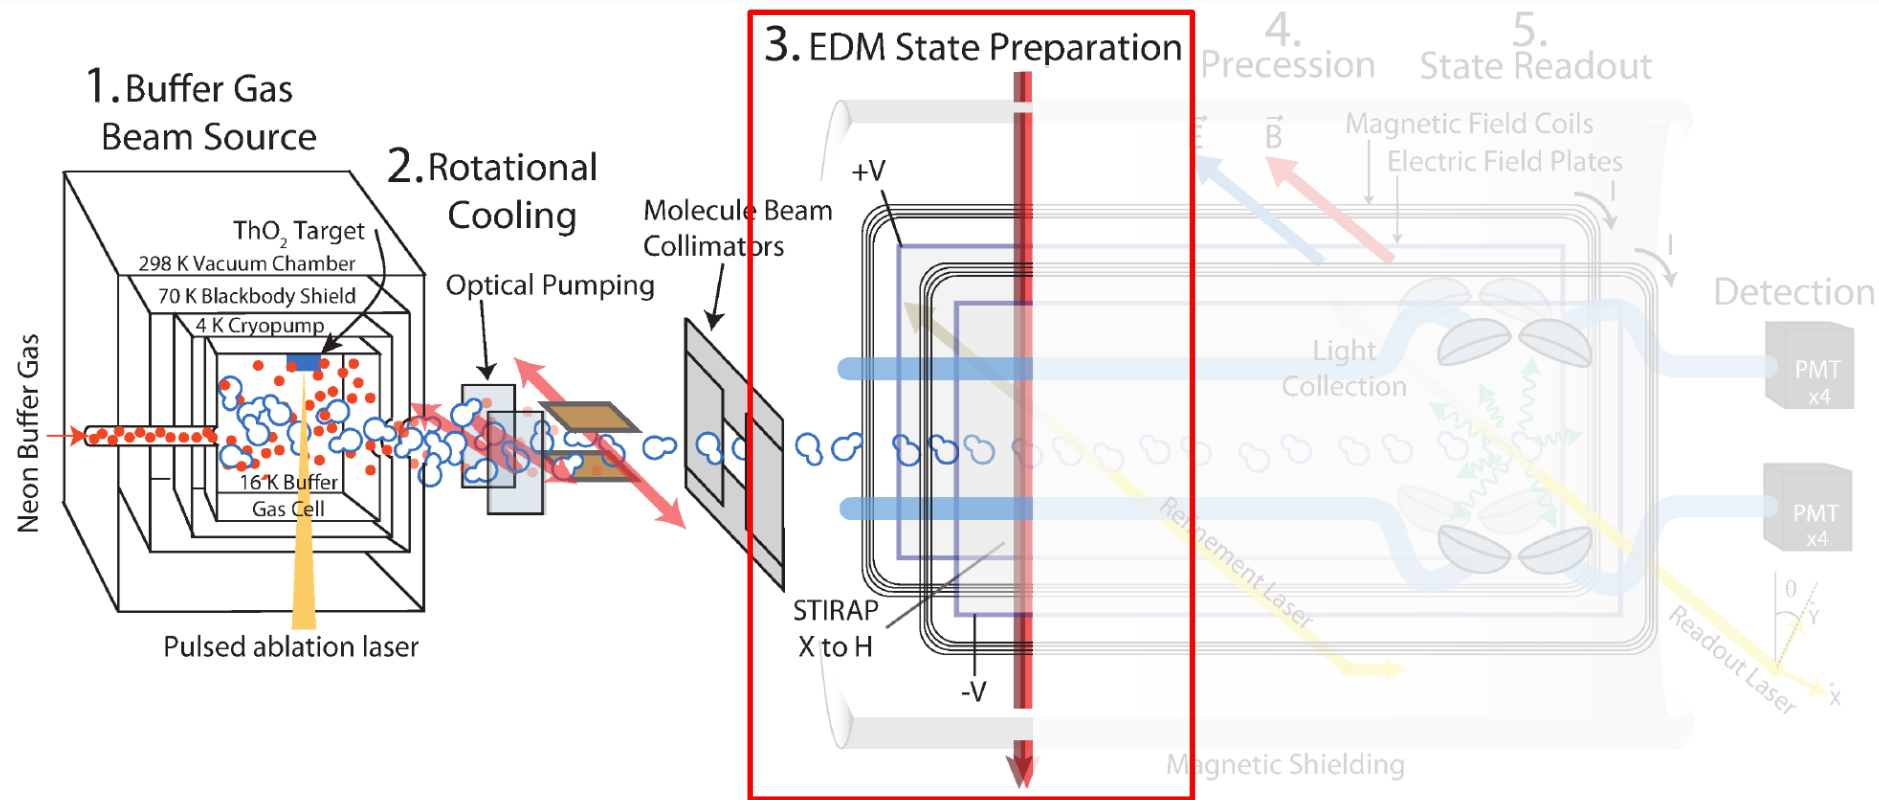 1. Buffer Gas
Beam Source
2. Rotational
Cooling
3. EDM State Preparation
4.
Precession
5.
State Readout
ThO2 Target
298 K Vacuum Chamber
70 K Blackbody Shield
4 K Cryopump
16 K Buffer
Gas Cell
Neon Buffer Gas
Pulsed ablation laser
Optical Pumping
Molecule Beam
Collimators
+V
-V
STIRAP
X to H
E
B
Magnetic Field Coils
Electric Field Plates
I
I
Light
Collection
Refinement Laser
Readout Laser
Magnetic Shielding
Detection
PMT
x4
PMT
x4
θ
Ŷ
X̂